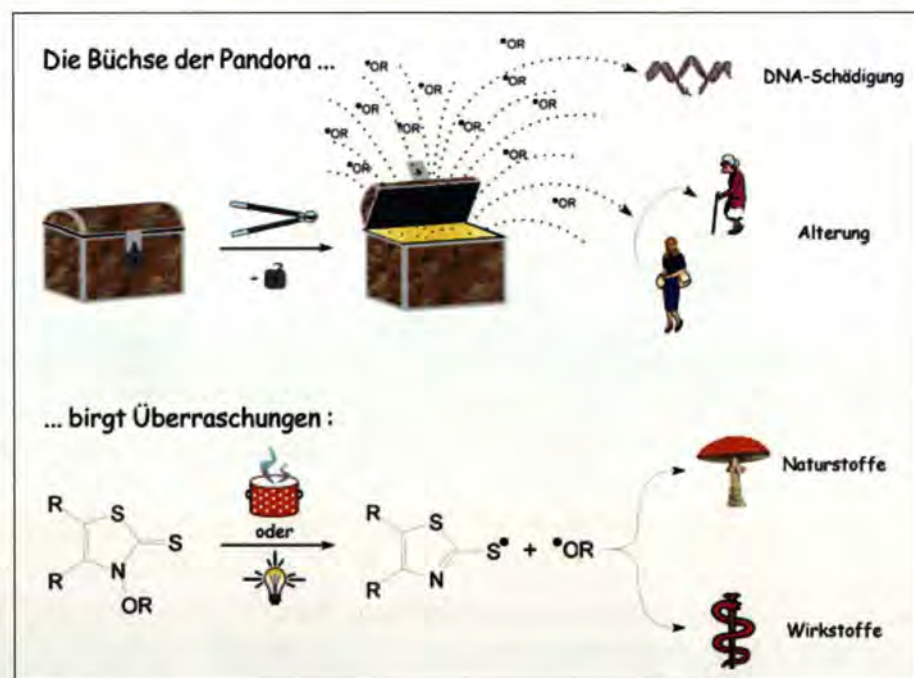 Die Büchse der Pandora ...
•OR
•OR
•OR
•OR
•OR
•OR
•OR
•OR
•OR
•OR
•OR
•OR
•OR
DNA-Schädigung
Alterung
-
... birgt Überraschungen :
R
S
S
R
N
OR
oder
R
S
S•
R
N
+
•OR
Naturstoffe
Wirkstoffe